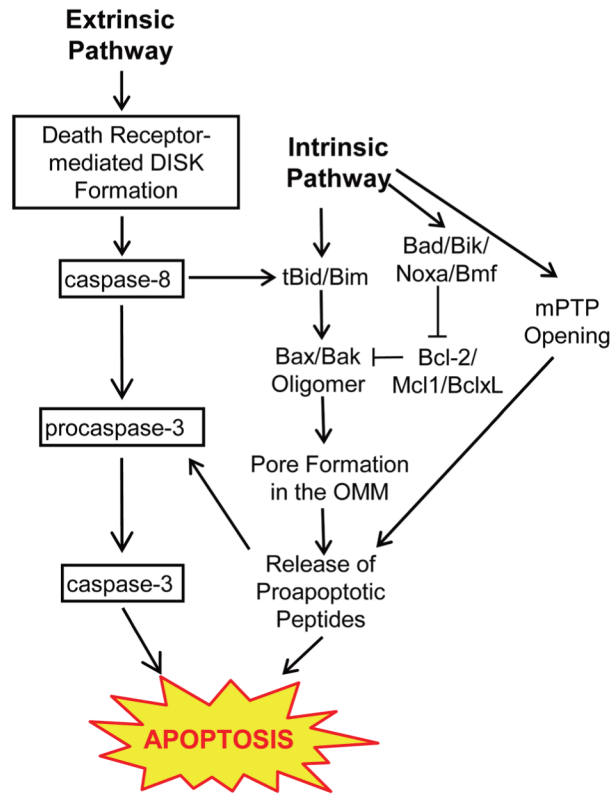 Extrinsic
Pathway
Death Receptor-
mediated DISK
Formation
Intrinsic
Pathway
caspase-8
tBid/Bim
Bad/Bik/
Noxa/Bmf
mPTP
Opening
Bax/Bak
Oligomer
Bcl-2/
Mcl1/BclxL
procaspase-3
Pore Formation
in the OMM
caspase-3
Release of
Proapoptotic
Peptides
APOPTOSIS